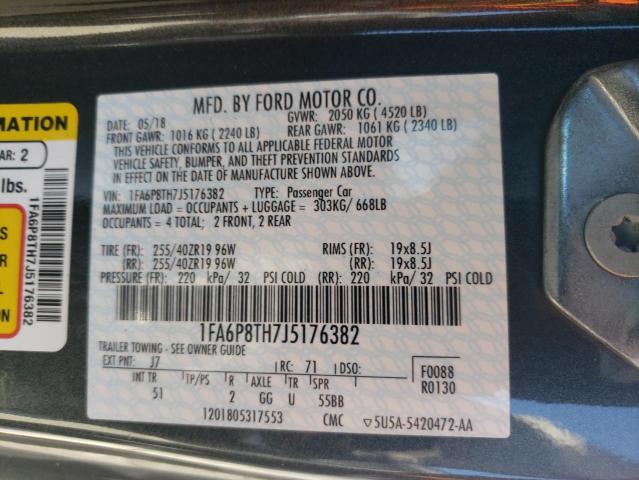 MFD. BY FORD MOTOR CO.
DATE: 05/18 GVWR: 2050 KG (4520 LB)
FRONT GAWR: 1016 KG (2240 LB) REAR GAWR: 1061 KG (2340 LB)
THIS VEHICLE CONFORMS TO ALL APPLICABLE FEDERAL MOTOR
VEHICLE SAFETY, BUMPER, AND THEFT PREVENTION STANDARDS
IN EFFECT ON THE DATE OF MANUFACTURE SHOWN ABOVE.
VIN: 1FA6P8TH7J5176382 TYPE: Passenger Car
MAXIMUM LOAD = OCCUPANTS + LUGGAGE = 303KG/ 668LB
OCCUPANTS = 4 TOTAL; 2 FRONT, 2 REAR
TIRE (FR): 255/40ZR19 96W RIMS (FR): 19x8.5J
(RR): 255/40ZR19 96W (RR): 19x8.5J
PRESSURE (FR): 220 kPa/ 32 PSI COLD (RR): 220 kPa/ 32 PSI COLD
1FA6P8TH7J5176382
TRAILER TOWING - SEE OWNER GUIDE
EXT PNT: J7 RC: 71 DSO: F0088
INT TR TP/PS R AXLE TR SPR R0130
51 2 GG U 55BB
1201805317553 CMC 5U5A-5420472-AA
MATION
AR: 2
lbs.
S
R
L
ON
1FA6P8TH7J5176382